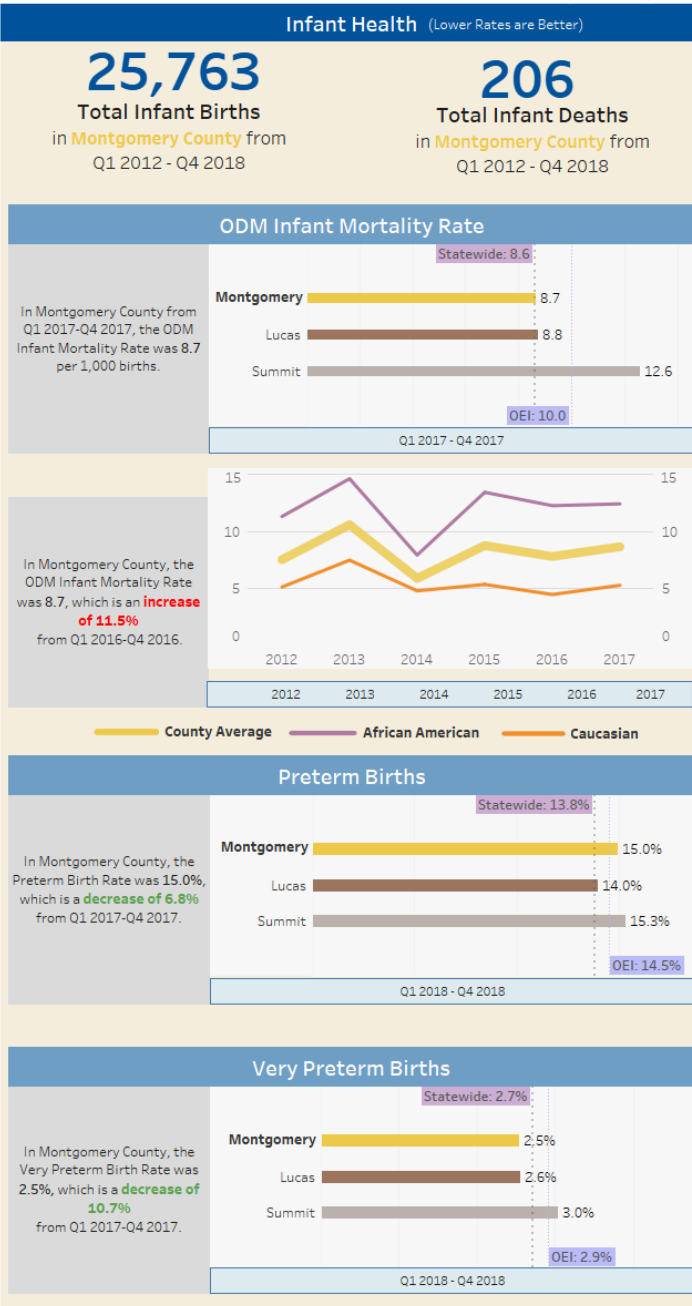 Infant Health (Lower Rates are Better)
25,763
Total Infant Births
in Montgomery County from
Q1 2012 - Q4 2018
206
Total Infant Deaths
in Montgomery County from
Q1 2012 - Q4 2018
ODM Infant Mortality Rate
In Montgomery County from
Q1 2017-Q4 2017, the ODM
Infant Mortality Rate was 8.7
per 1,000 births.
Statewide: 8.6
Montgomery 8.7
Lucas 8.8
Summit 12.6
OEI: 10.0
Q1 2017 - Q4 2017
In Montgomery County, the
ODM Infant Mortality Rate
was 8.7, which is an increase
of 11.5%
from Q1 2016-Q4 2016.
15 15
10 10
5 5
0 0
2012 2013 2014 2015 2016 2017
2012 2013 2014 2015 2016 2017
County Average African American Caucasian
Preterm Births
In Montgomery County, the
Preterm Birth Rate was 15.0%,
which is a decrease of 6.8%
from Q1 2017-Q4 2017.
Statewide: 13.8%
Montgomery 15.0%
Lucas 14.0%
Summit 15.3%
OEI: 14.5%
Q1 2018 - Q4 2018
Very Preterm Births
In Montgomery County, the
Very Preterm Birth Rate was
2.5%, which is a decrease of
10.7%
from Q1 2017-Q4 2017.
Statewide: 2.7%
Montgomery 2.5%
Lucas 2.6%
Summit 3.0%
OEI: 2.9%
Q1 2018 - Q4 2018